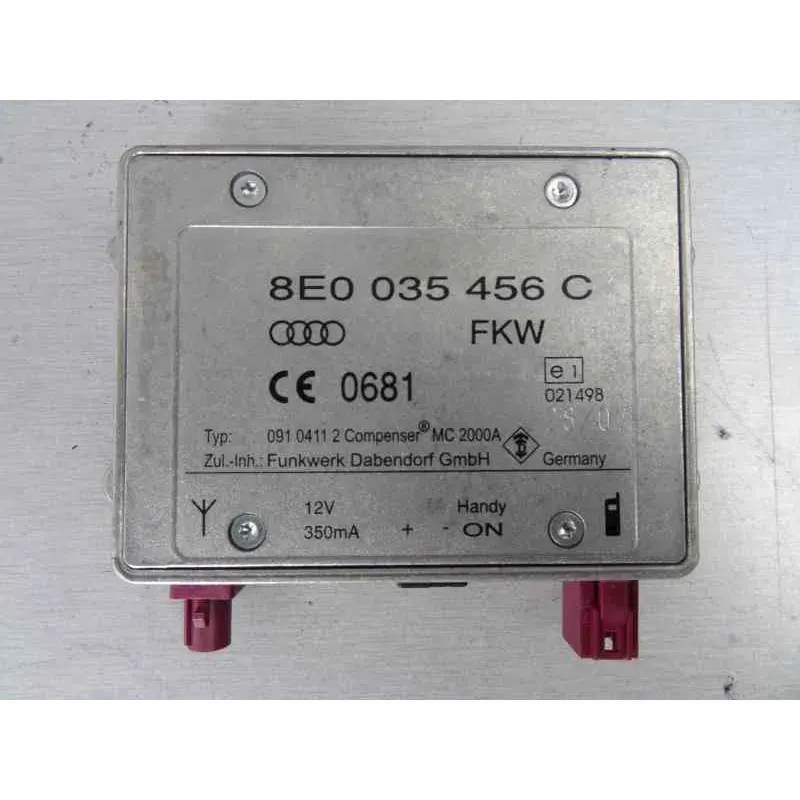 8E0 035 456 C
FKW
CE 0681
e 1
021498
Typ: 091 0411 2 Compenser® MC 2000A
Zul.-Inh.: Funkwerk Dabendorf GmbH Germany
12V Handy
350mA + - ON